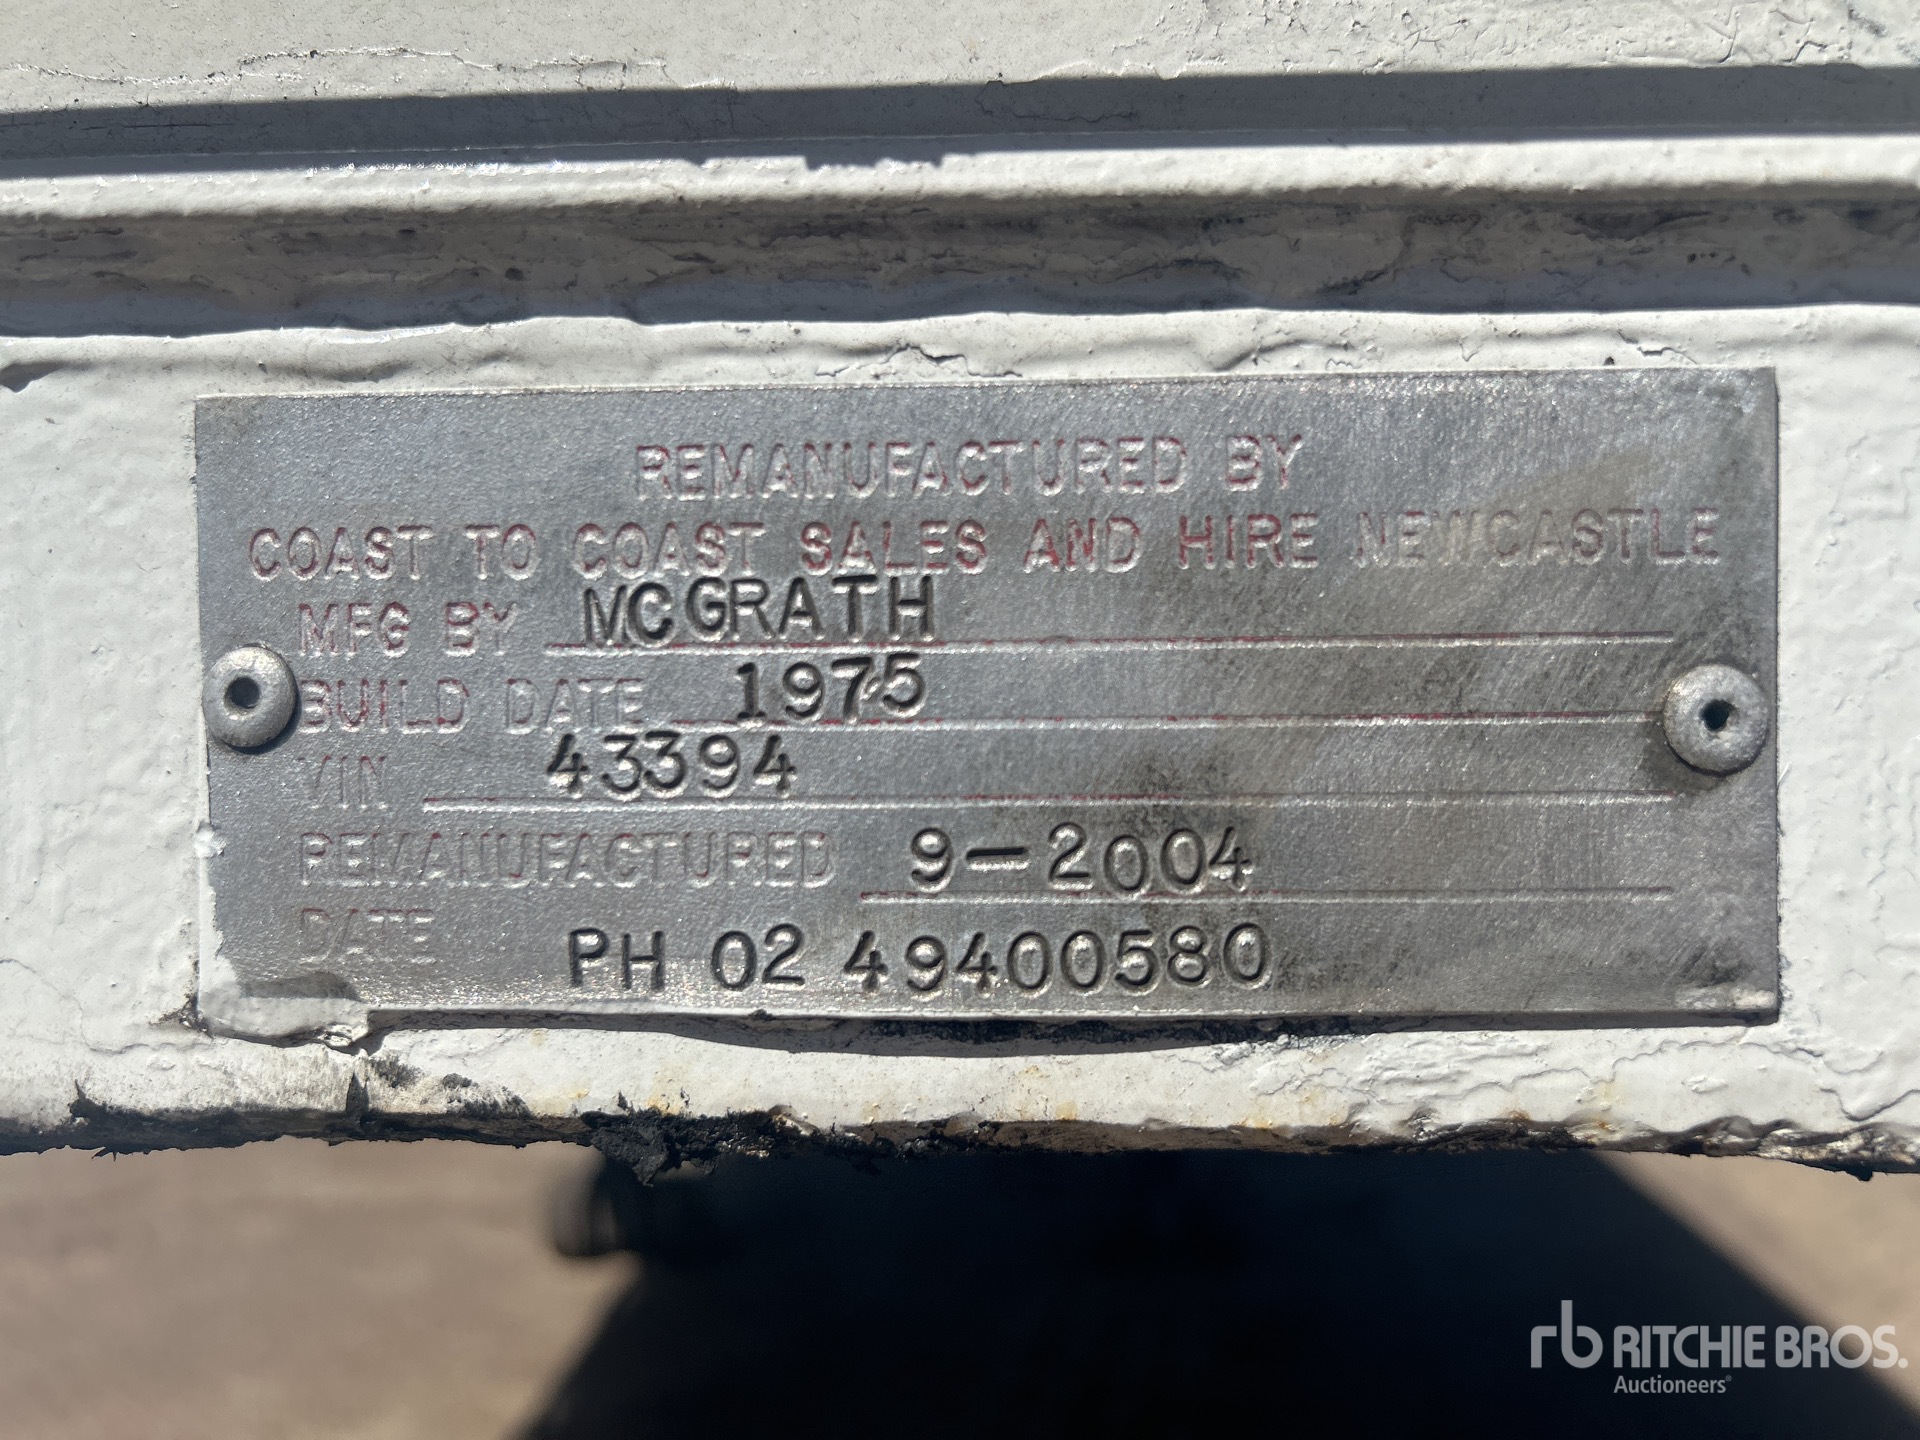 REMANUFACTURED BY
COAST TO COAST SALES AND HIRE NEWCASTLE
MFG BY MCGRATH
BUILD DATE 1975
VIN 43394
REMANUFACTURED 9-2004
DATE
PH 02 49400580
rb RITCHIE BROS.
Auctioneers®